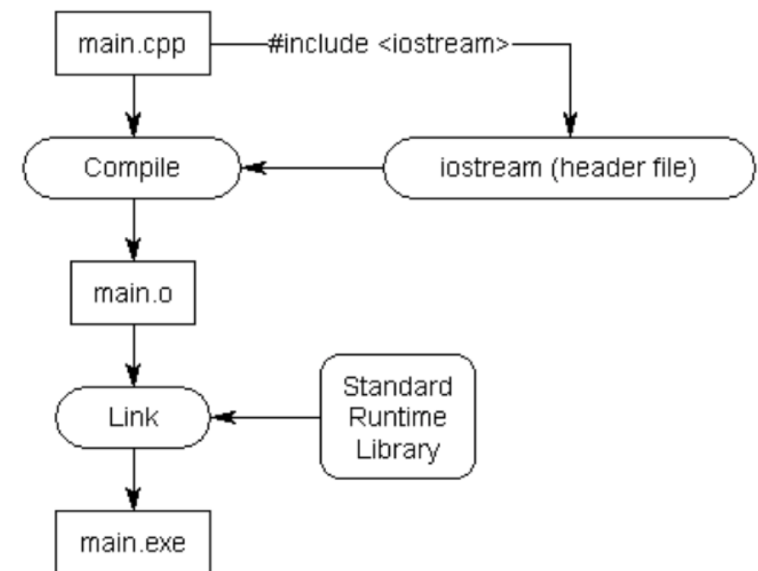 main.cpp
#include <iostream>
Compile
iostream (header file)
main.o
Standard
Runtime
Library
Link
main.exe